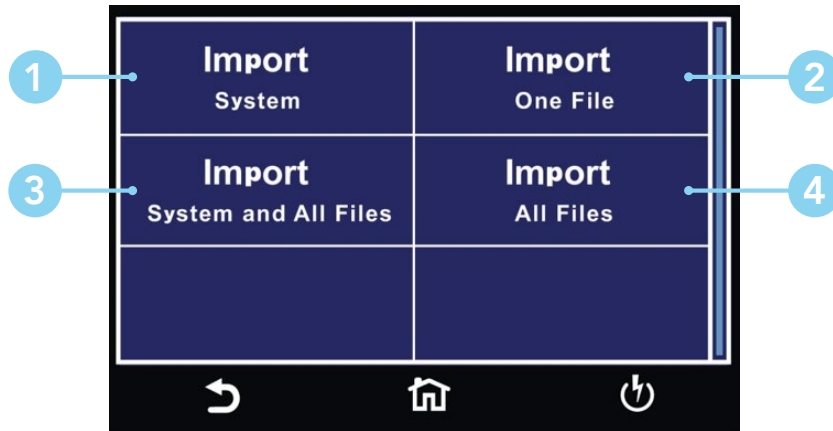 1
Import
System
Import
One File
2
3
Import
System and All Files
Import
All Files
4